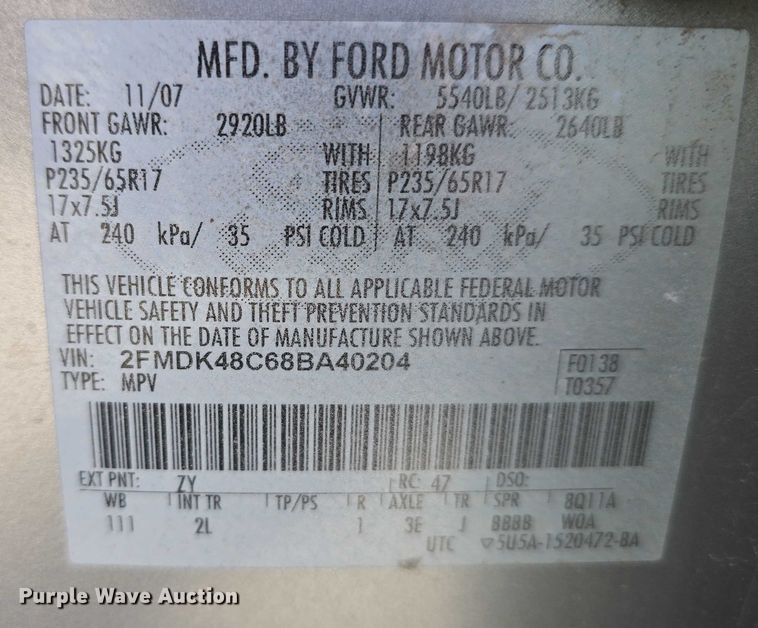 MFD. BY FORD MOTOR CO.
DATE: 11/07 GVWR: 5540LB/ 2513KG
FRONT GAWR: 2920LB REAR GAWR: 2640LB
1325KG WITH 1198KG WITH
P235/65R17 TIRES P235/65R17 TIRES
17x7.5J RIMS 17x7.5J RIMS
AT 240 kPa/ 35 PSI COLD AT 240 kPa/ 35 PSI COLD
THIS VEHICLE CONFORMS TO ALL APPLICABLE FEDERAL MOTOR
VEHICLE SAFETY AND THEFT PREVENTION STANDARDS IN
EFFECT ON THE DATE OF MANUFACTURE SHOWN ABOVE.
VIN: 2FMDK48C68BA40204 F0138
TYPE: MPV T0357
EXT PNT: ZY RC: 47 DSO:
WB INT TR TP/PS R AXLE TR SPR 8Q11A
111 2L 1 3E J BBBB WOA
UTC ▽5U5A-1520472-BA
Purple Wave Auction